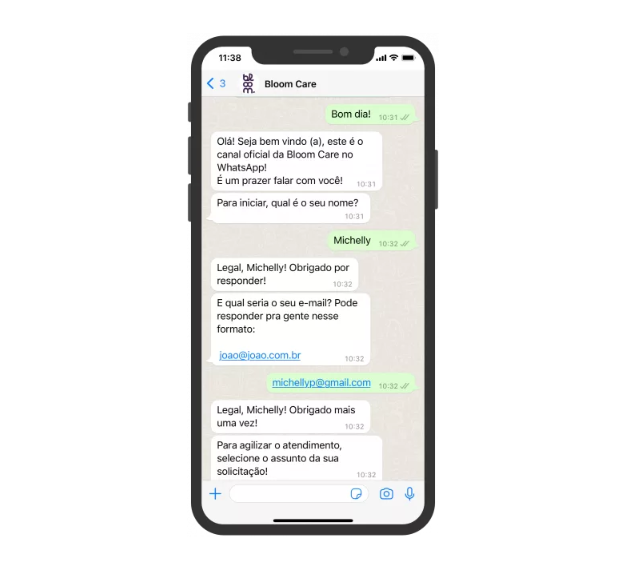 11:38
3
Bloom Care
Bom dia!
10:31
Olá! Seja bem vindo (a), este é o
canal oficial da Bloom Care no
WhatsApp!
É um prazer falar com você!
10:31
Para iniciar, qual é o seu nome?
10:31
Michelly
10:32
Legal, Michelly! Obrigado por
responder!
10:32
E qual seria o seu e-mail? Pode
responder pra gente nesse
formato:
joao@joao.com.br
10:32
michellyp@gmail.com
10:32
Legal, Michelly! Obrigado mais
uma vez!
10:32
Para agilizar o atendimento,
selecione o assunto da sua
solicitação!
10:32